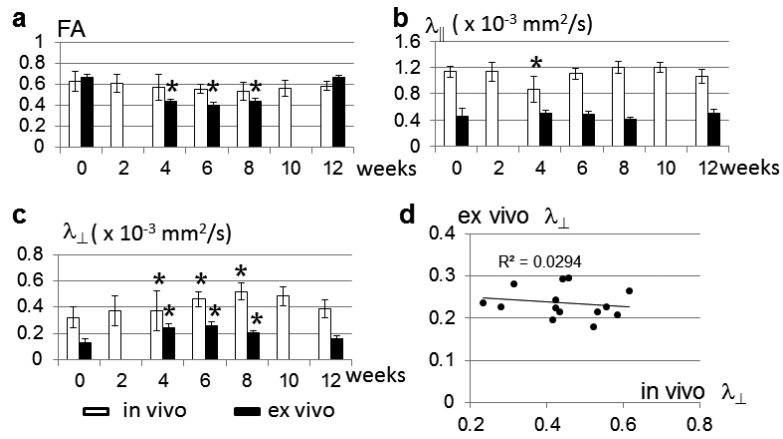 a
FA
1
0.8
0.6
0.4
0.2
0
* * *
0 2 4 6 8 10 12 weeks
b
λ∥ ( x 10⁻³ mm²/s)
1.6
1.2
0.8
0.4
0
*
0 2 4 6 8 10 12 weeks
c
λ⊥ ( x 10⁻³ mm²/s)
0.8
0.6
0.4
0.2
0
* * *
* * *
0 2 4 6 8 10 12 weeks
in vivo ex vivo
d
ex vivo λ⊥
0.4
0.3
0.2
0.1
0
R² = 0.0294
in vivo λ⊥
0.2 0.4 0.6 0.8